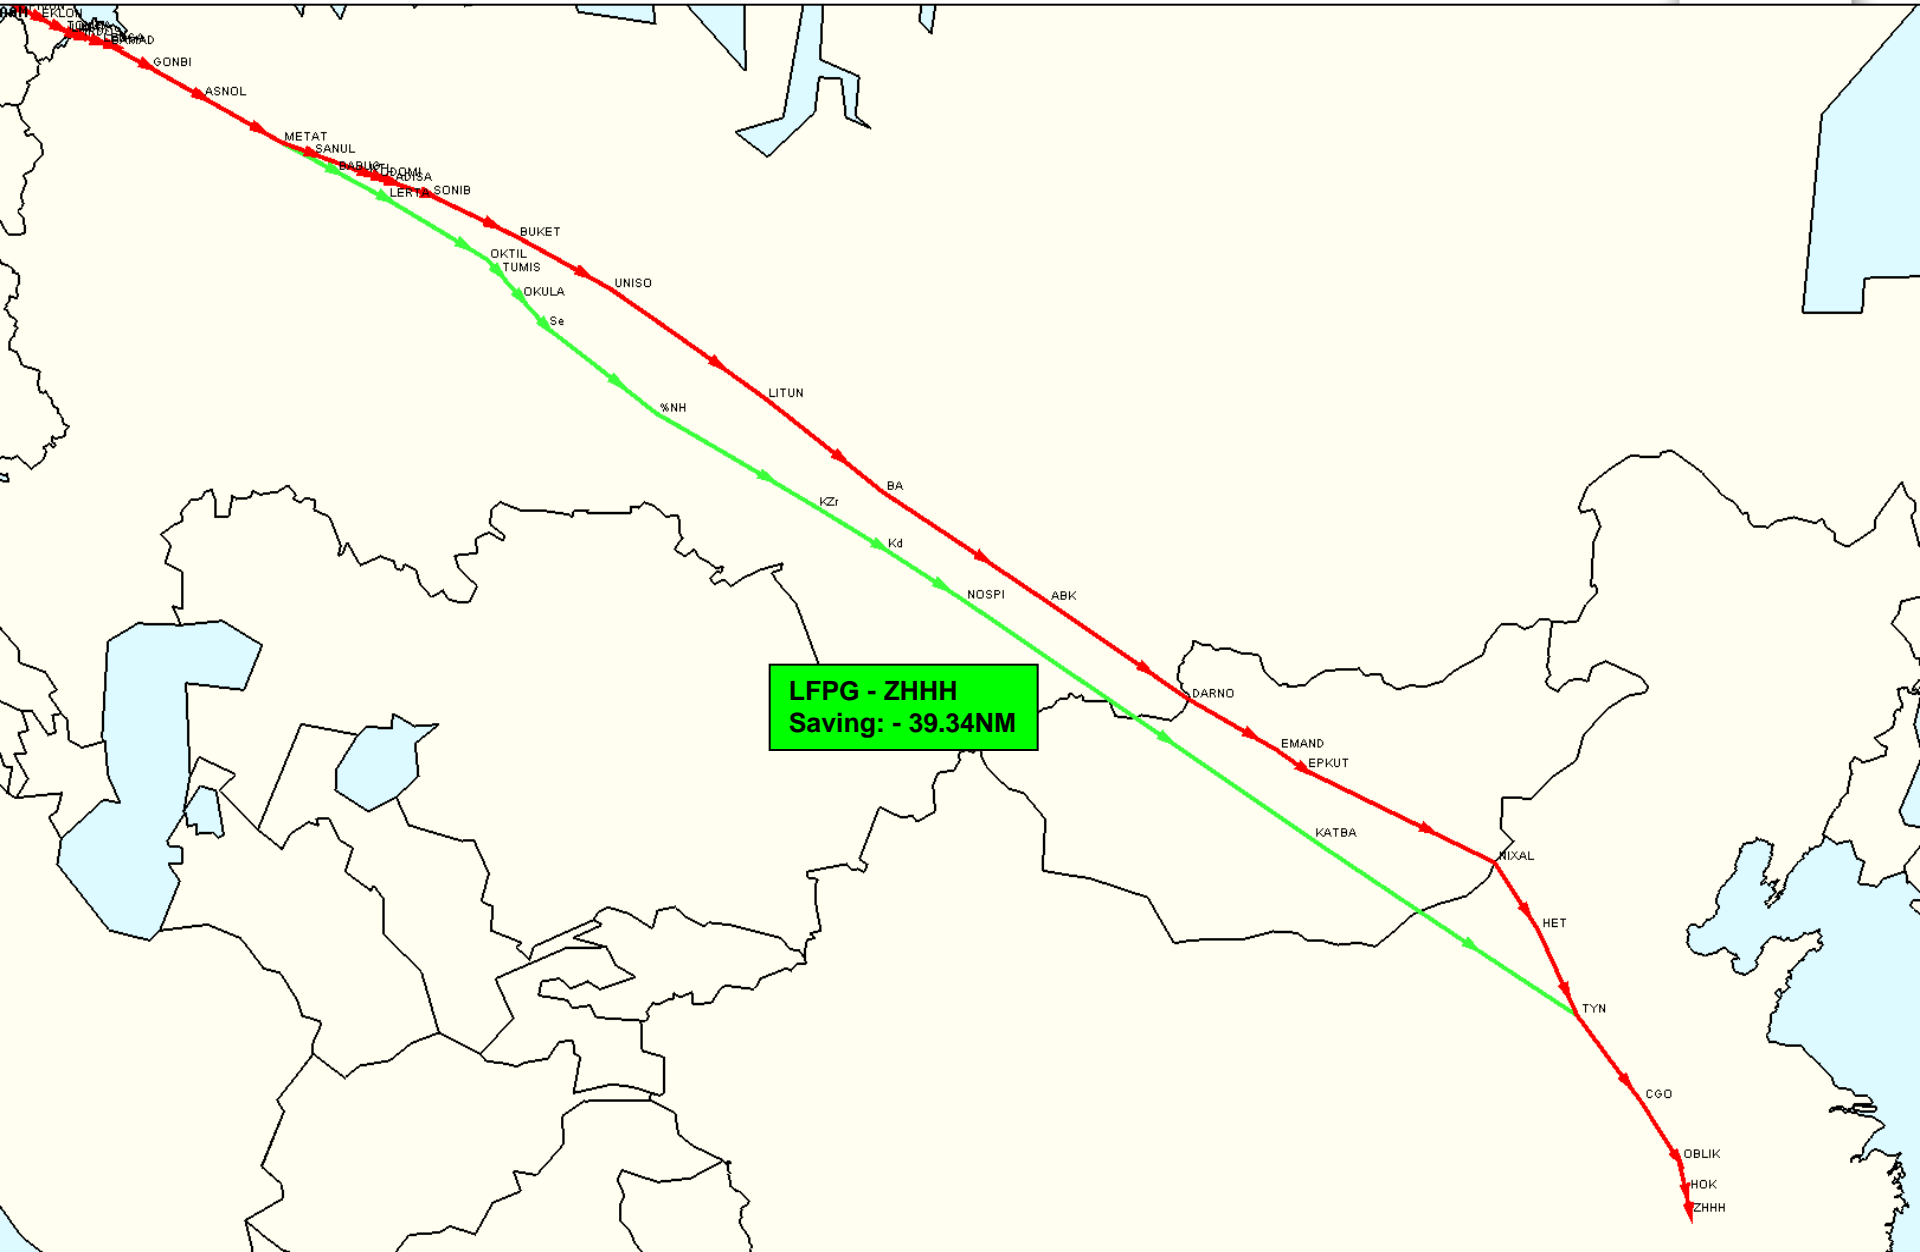 EKLON
GAMAD
GONBI
ASNOL
METAT
SANUL
SONIB
LERTA
BUKET
OKTIL
TUMIS
UNISO
OKULA
Se
LITUN
%NH
BA
KZr
Kd
NOSPI
ABK
LFPG - ZHHH
Saving: - 39.34NM
DARNO
EMAND
EPKUT
KATBA
NIXAL
HET
TYN
CGO
OBLIK
HOK
ZHHH